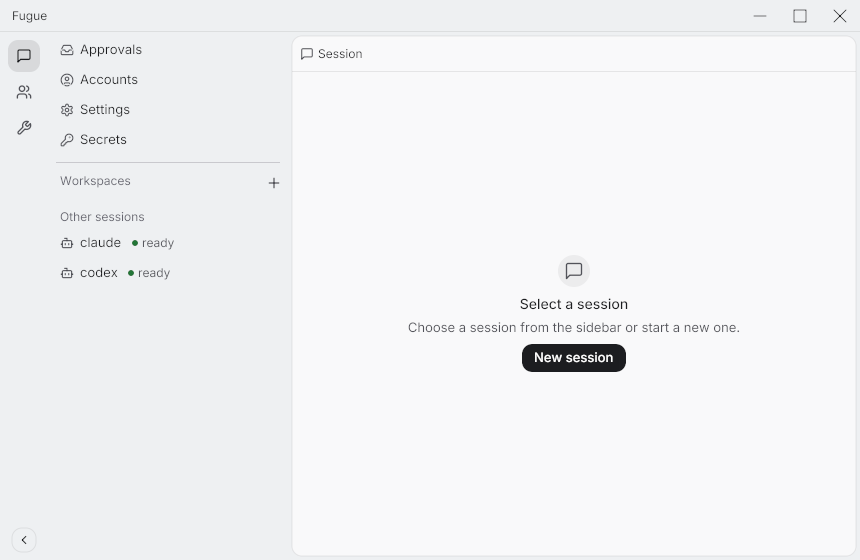 Fugue
Approvals
Accounts
Settings
Secrets
Workspaces
Other sessions
claude ready
codex ready
Session
Select a session
Choose a session from the sidebar or start a new one.
New session